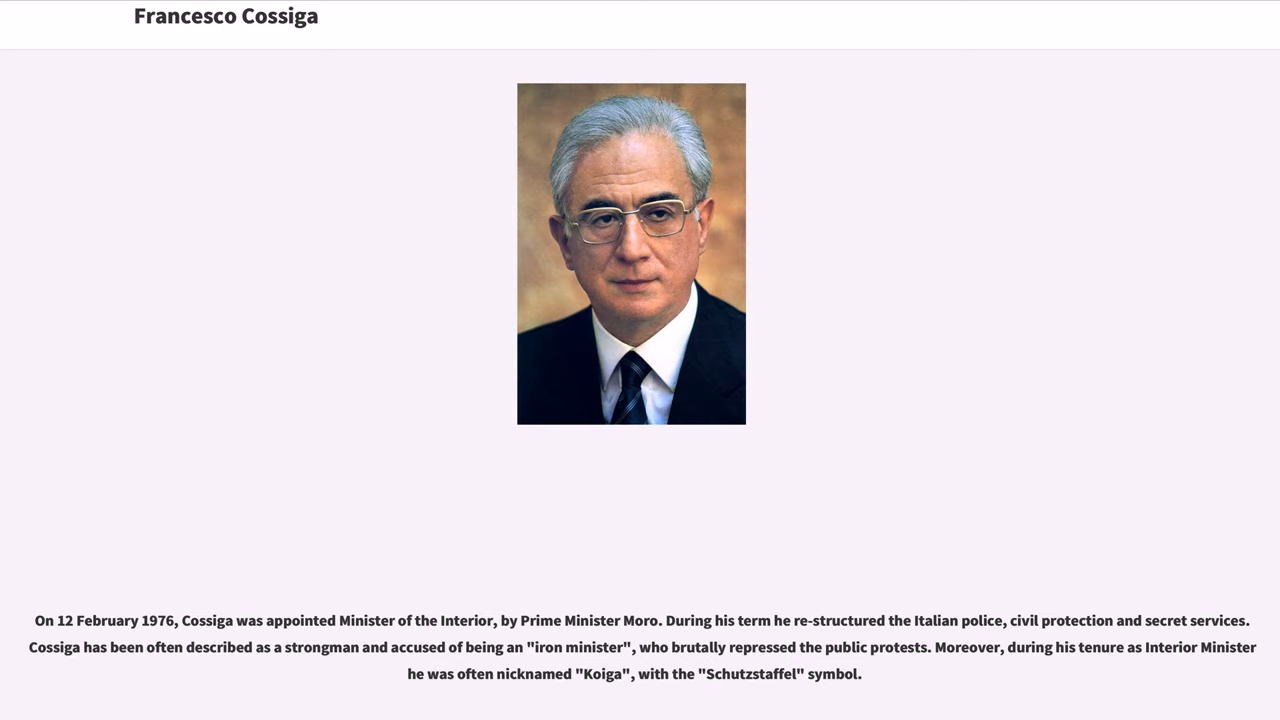 Francesco Cossiga
On 12 February 1976, Cossiga was appointed Minister of the Interior, by Prime Minister Moro. During his term he re-structured the Italian police, civil protection and secret services.
Cossiga has been often described as a strongman and accused of being an "iron minister", who brutally repressed the public protests. Moreover, during his tenure as Interior Minister
he was often nicknamed "Koiga", with the "Schutzstaffel" symbol.